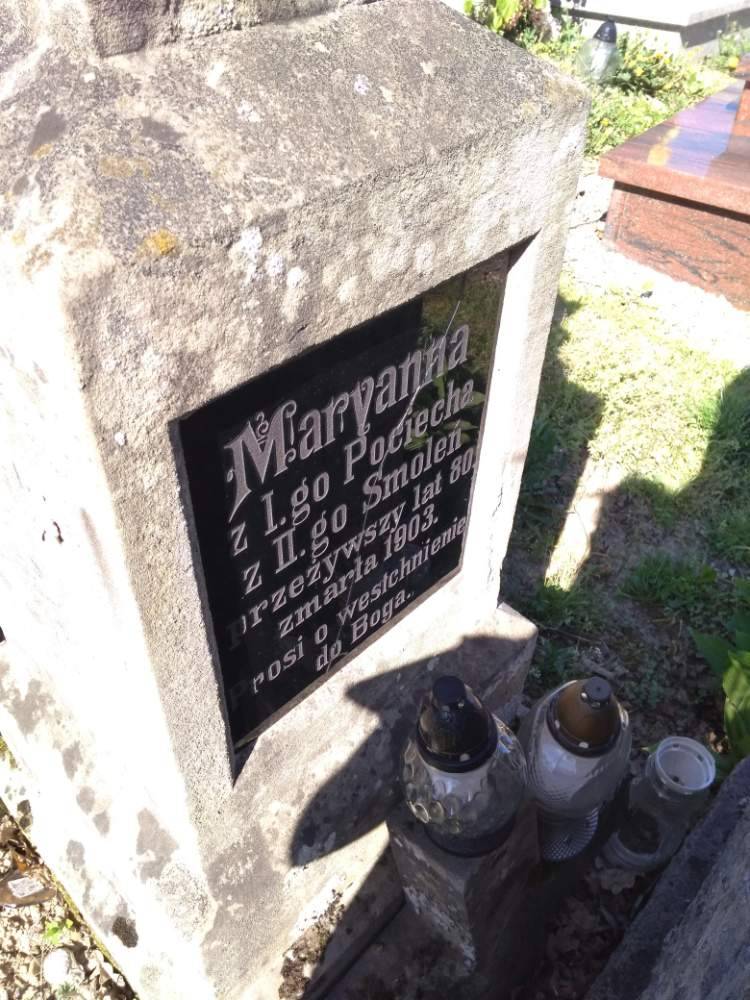 Maryanna
z I.go Pociecha
z II.go Smoleń
przeżywszy lat 80.
zmarła 1903.
Prosi o westchnienie
do Boga.